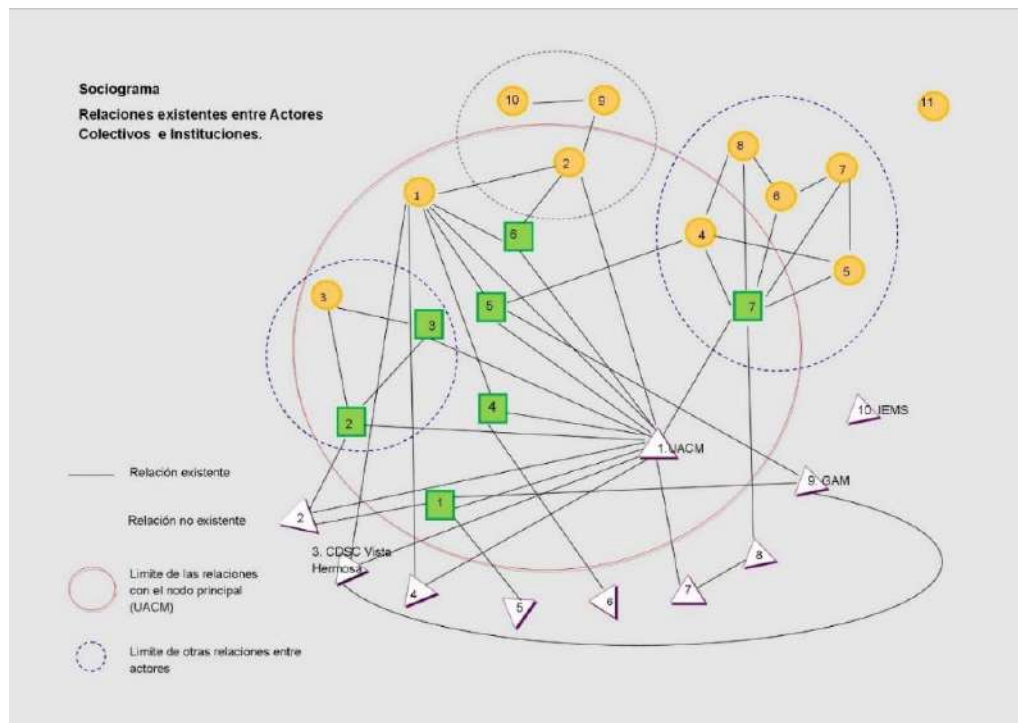 Sociograma
Relaciones existentes entre Actores
Colectivos e Instituciones.
10
9
11
8
7
2
6
1
4
6
5
3
5
7
3
4
10. IEMS
2
1.UACM
Relación existente
9. GAM
1
Relación no existente
2
3. CDSC Vista
Hermosa
8
Limite de las relaciones
con el nodo principal
(UACM)
4
7
5
6
Limite de otras relaciones entre
actores